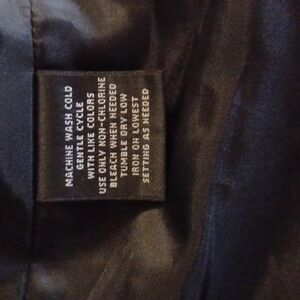 MACHINE WASH COLD
GENTLE CYCLE
WITH LIKE COLORS
USE ONLY NON-CHLORINE
BLEACH WHEN NEEDED
TUMBLE DRY LOW
IRON ON LOWEST
SETTING AS NEEDED